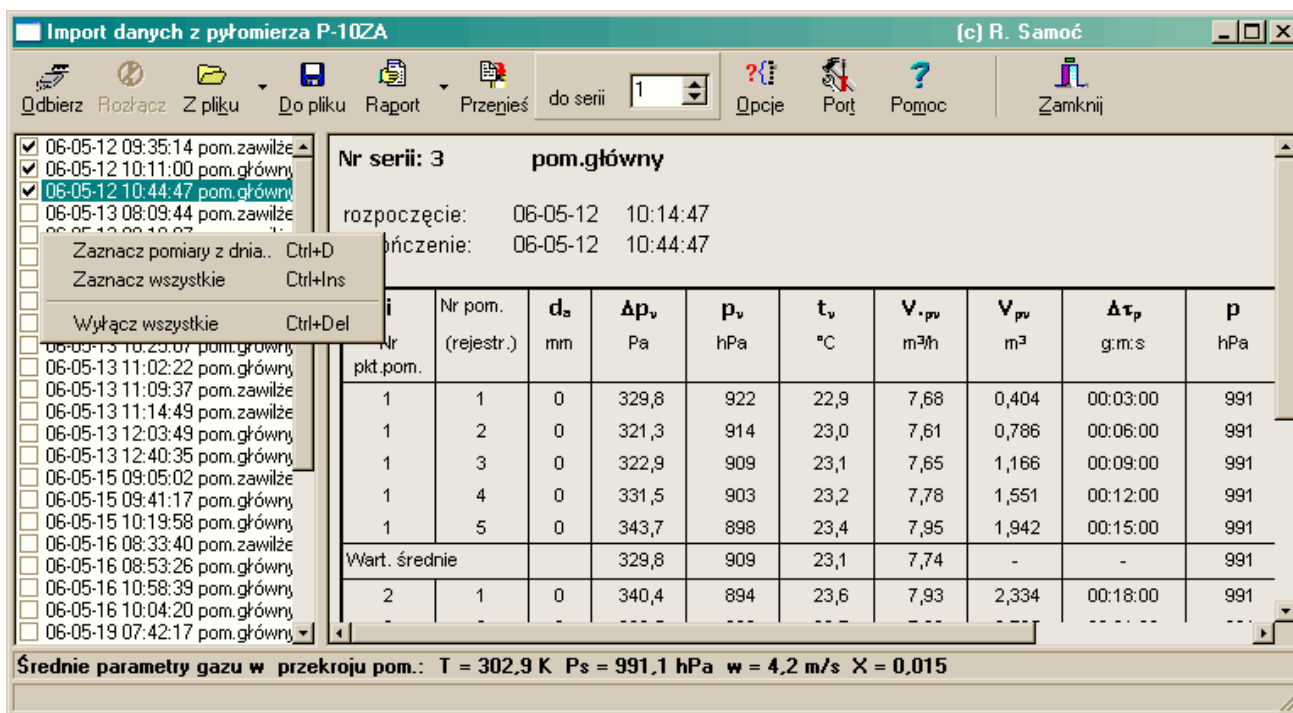 Import danych z pyłomierza P-10ZA (c) R. Samoć
Odbierz Rozłącz Z pliku Do pliku Raport Przenieś do serii 1 Opcje Port Pomoc Zamknij
06-05-12 09:35:14 pom.zawilże
06-05-12 10:11:00 pom.główny
06-05-12 10:44:47 pom.główny
06-05-13 08:09:44 pom.zawilże
Zaznacz pomiary z dnia.. Ctrl+D
Zaznacz wszystkie Ctrl+Ins
Wyłącz wszystkie Ctrl+Del
06-05-13 10:25:07 pom.główny
06-05-13 11:02:22 pom.główny
06-05-13 11:09:37 pom.zawilże
06-05-13 11:14:49 pom.zawilże
06-05-13 12:03:49 pom.główny
06-05-13 12:40:35 pom.główny
06-05-15 09:05:02 pom.zawilże
06-05-15 09:41:17 pom.główny
06-05-15 10:19:58 pom.główny
06-05-16 08:33:40 pom.zawilże
06-05-16 08:53:26 pom.główny
06-05-16 10:58:39 pom.główny
06-05-16 10:04:20 pom.główny
06-05-19 07:42:17 pom.główny
Nr serii: 3 pom.główny
rozpoczęcie: 06-05-12 10:14:47
ończenie: 06-05-12 10:44:47
i Nr pom. dₐ Δpᵥ pᵥ tᵥ V·ₚᵥ Vₚᵥ Δτₚ p
Nr (rejestr.) mm Pa hPa °C m³/h m³ g:m:s hPa
pkt.pom.
1 1 0 329,8 922 22,9 7,68 0,404 00:03:00 991
1 2 0 321,3 914 23,0 7,61 0,786 00:06:00 991
1 3 0 322,9 909 23,1 7,65 1,166 00:09:00 991
1 4 0 331,5 903 23,2 7,78 1,551 00:12:00 991
1 5 0 343,7 898 23,4 7,95 1,942 00:15:00 991
Wart. średnie 329,8 909 23,1 7,74 - - 991
2 1 0 340,4 894 23,6 7,93 2,334 00:18:00 991
Średnie parametry gazu w przekroju pom.: T = 302,9 K Ps = 991,1 hPa w = 4,2 m/s X = 0,015